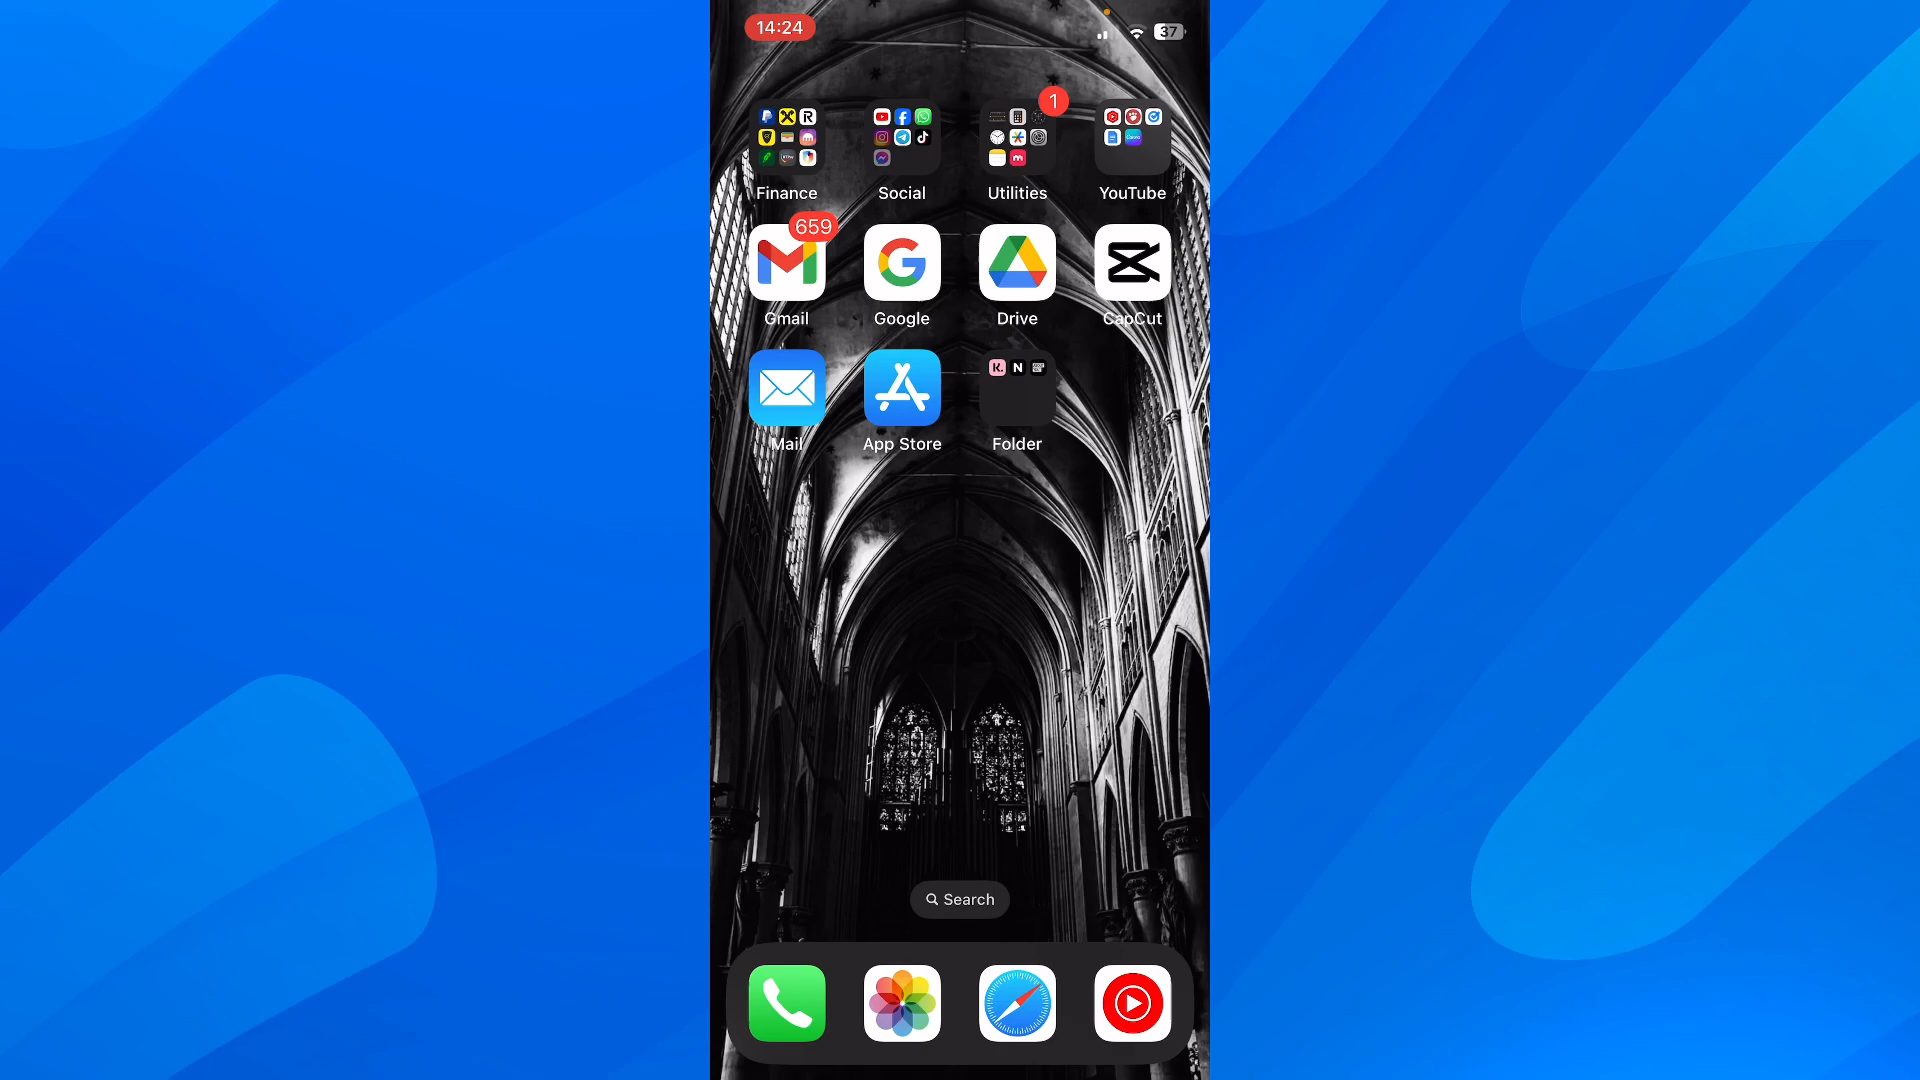 14:24
37
1
Finance
Social
Utilities
YouTube
659
Gmail
Google
Drive
CapCut
K.
N
Mail
App Store
Folder
Search